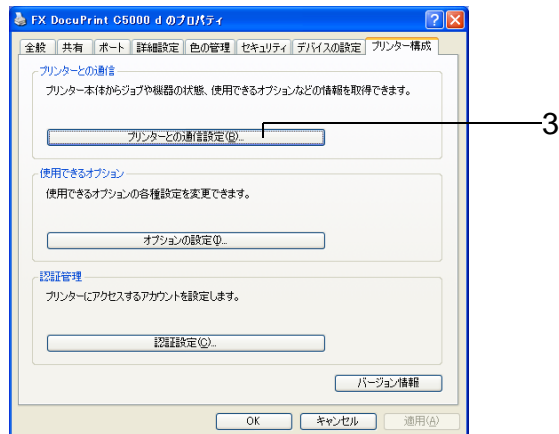 FX DocuPrint C5000 d のプロパティ
全般 共有 ポート 詳細設定 色の管理 セキュリティ デバイスの設定 プリンター構成
プリンターとの通信
プリンター本体からジョブや機器の状態、使用できるオプションなどの情報を取得できます。
プリンターとの通信設定(B)...
3
使用できるオプション
使用できるオプションの各種設定を変更できます。
オプションの設定(I)...
認証管理
プリンターにアクセスするアカウントを設定します。
認証設定(C)...
バージョン情報
OK キャンセル 適用(A)